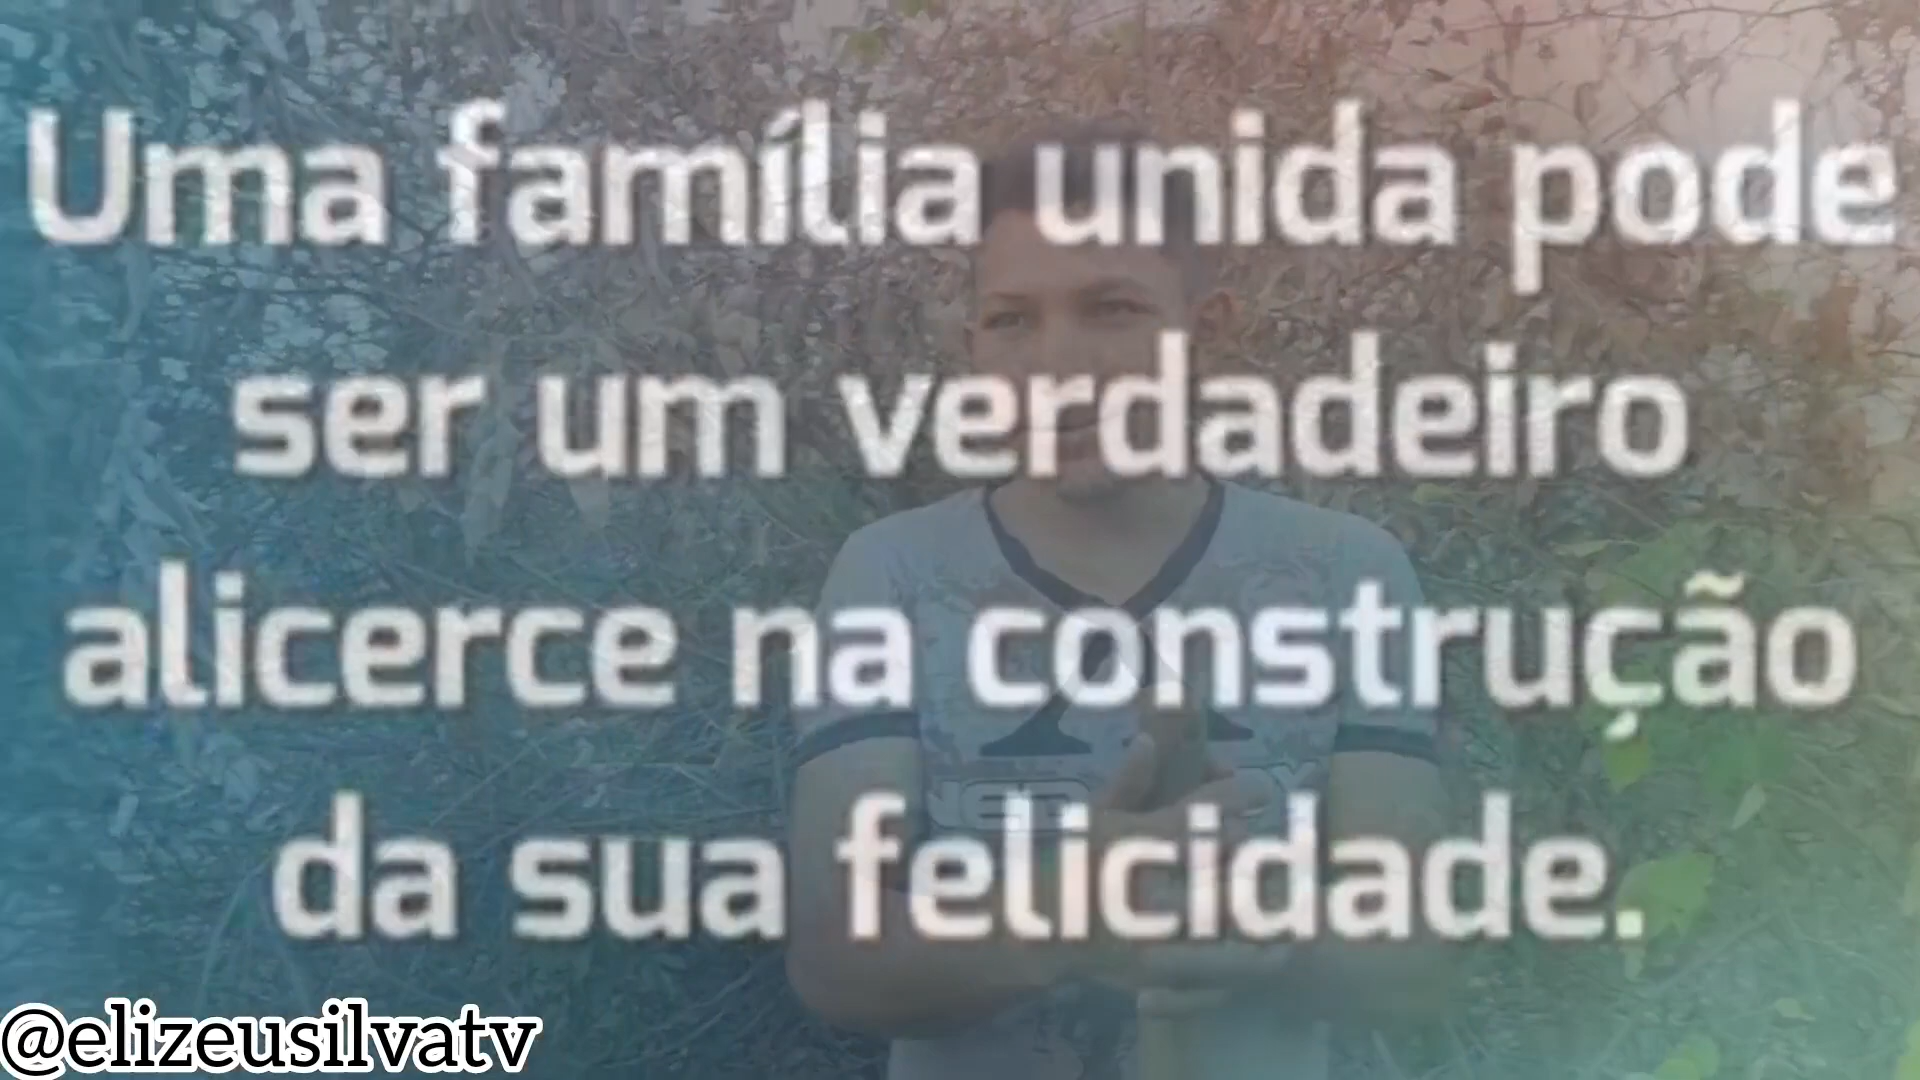 Uma família unida pode
ser um verdadeiro
alicerce na construção
da sua felicidade.
@elizeusilvatv